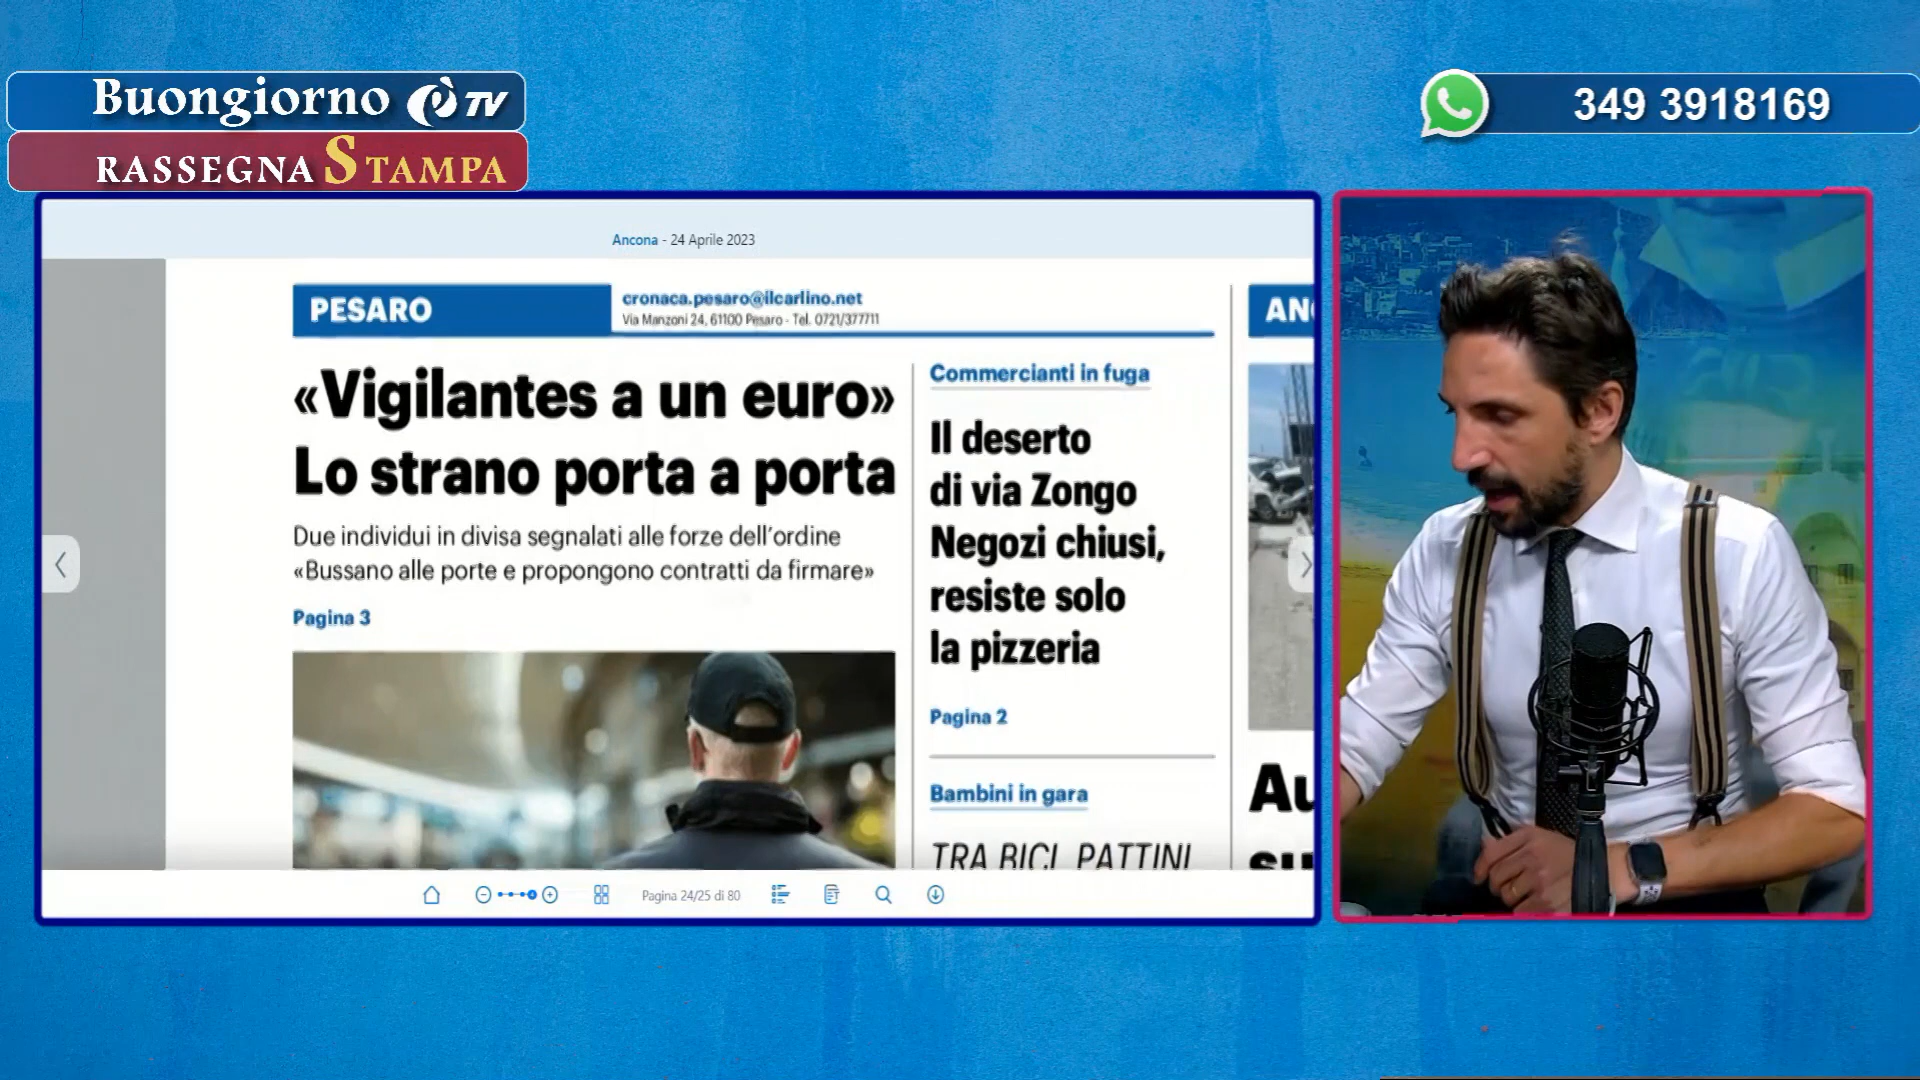 Buongiorno è TV
RASSEGNA STAMPA
349 3918169
Ancona - 24 Aprile 2023
PESARO
cronaca.pesaro@ilcarlino.net
Via Manzoni 24, 61100 Pesaro - Tel. 0721/377711
«Vigilantes a un euro»
Lo strano porta a porta
Due individui in divisa segnalati alle forze dell'ordine
«Bussano alle porte e propongono contratti da firmare»
Pagina 3
Commercianti in fuga
Il deserto
di via Zongo
Negozi chiusi,
resiste solo
la pizzeria
Pagina 2
Bambini in gara
TRA BICI, PATTINI
Pagina 24/25 di 80